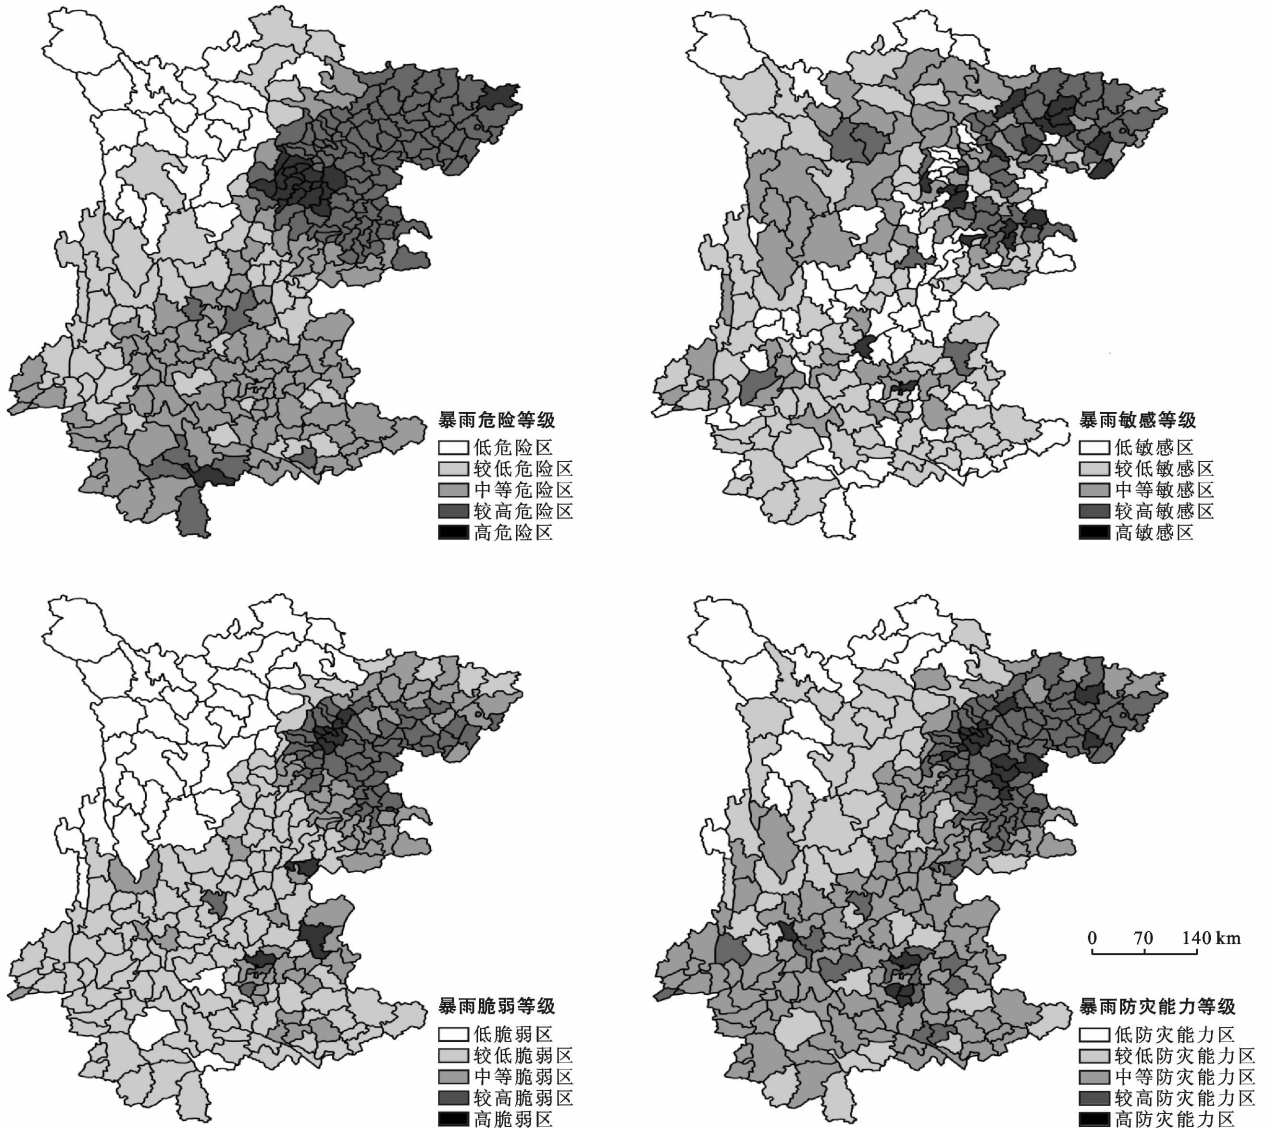 暴雨危险等级
低危险区
较低危险区
中等危险区
较高危险区
高危险区
暴雨敏感等级
低敏感区
较低敏感区
中等敏感区
较高敏感区
高敏感区
暴雨脆弱等级
低脆弱区
较低脆弱区
中等脆弱区
较高脆弱区
高脆弱区
0 70 140 km
暴雨防灾能力等级
低防灾能力区
较低防灾能力区
中等防灾能力区
较高防灾能力区
高防灾能力区